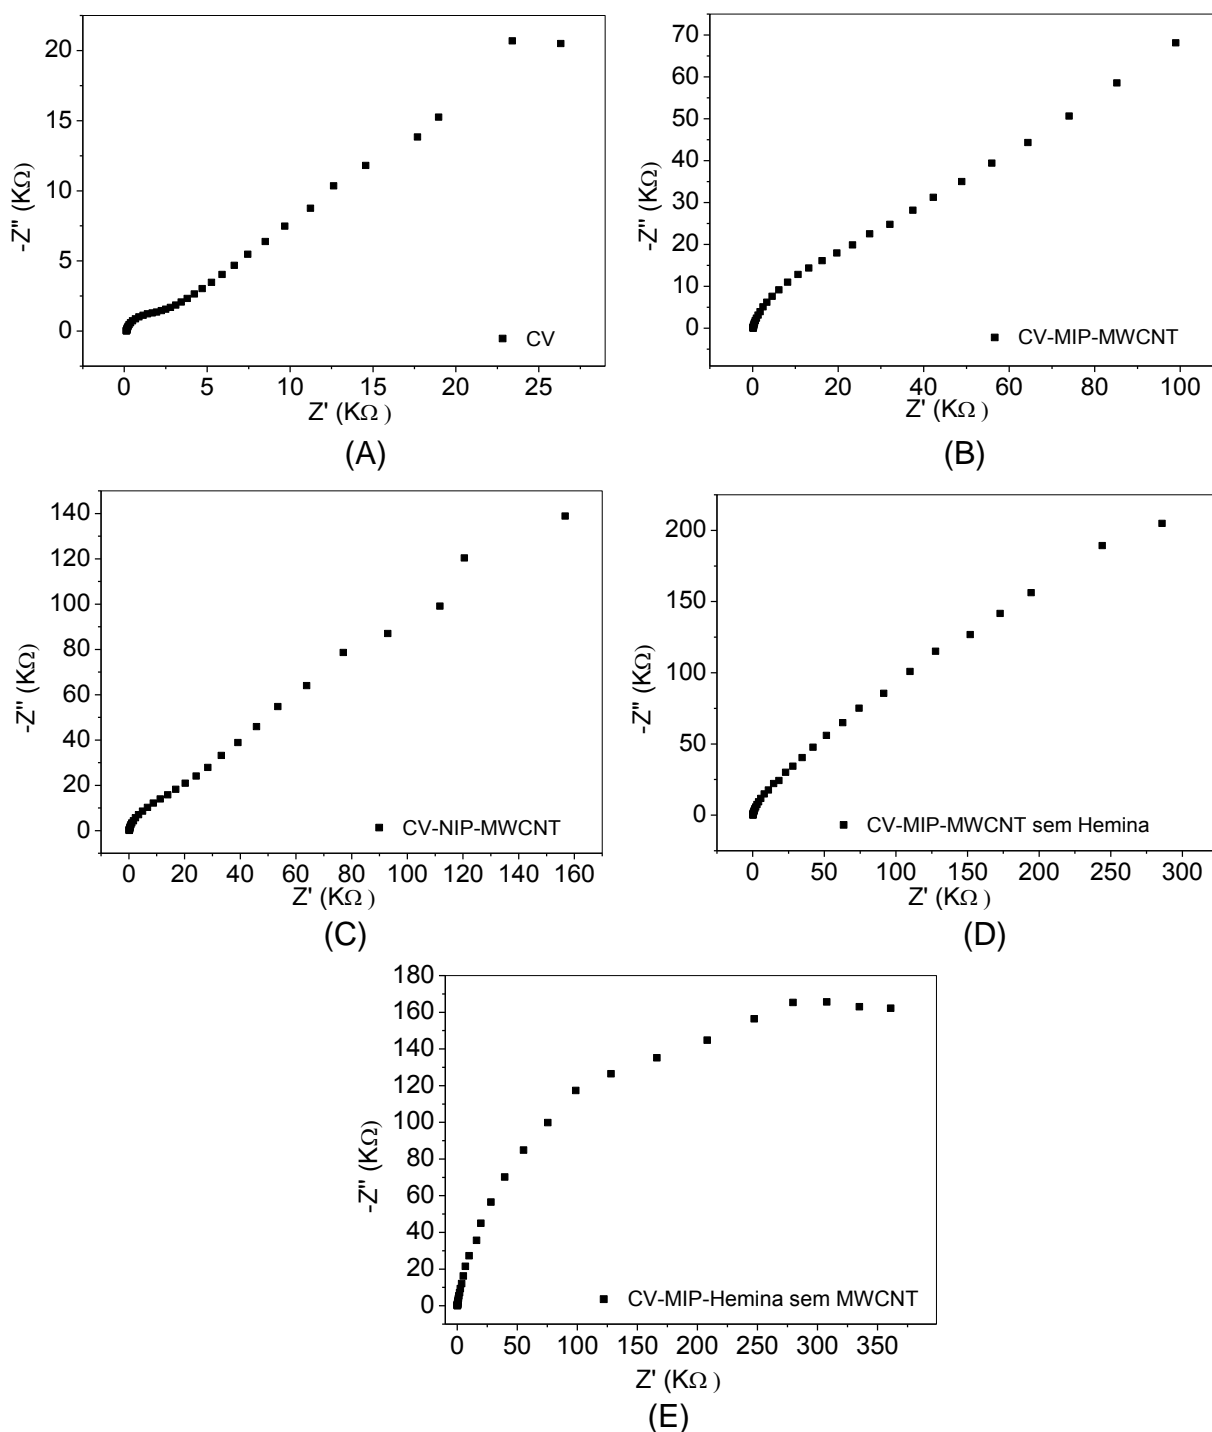 20
15
10
5
0
-Z'' (KΩ)
CV
0 5 10 15 20 25
Z' (KΩ )
(A)
70
60
50
40
30
20
10
0
-Z'' (KΩ)
CV-MIP-MWCNT
0 20 40 60 80 100
Z' (KΩ )
(B)
140
120
100
80
60
40
20
0
-Z'' (KΩ)
CV-NIP-MWCNT
0 20 40 60 80 100 120 140 160
Z' (KΩ )
(C)
200
150
100
50
0
-Z'' (KΩ)
CV-MIP-MWCNT sem Hemina
0 50 100 150 200 250 300
Z' (KΩ )
(D)
180
160
140
120
100
80
60
40
20
0
-Z'' (KΩ)
CV-MIP-Hemina sem MWCNT
0 50 100 150 200 250 300 350
Z' (KΩ )
(E)